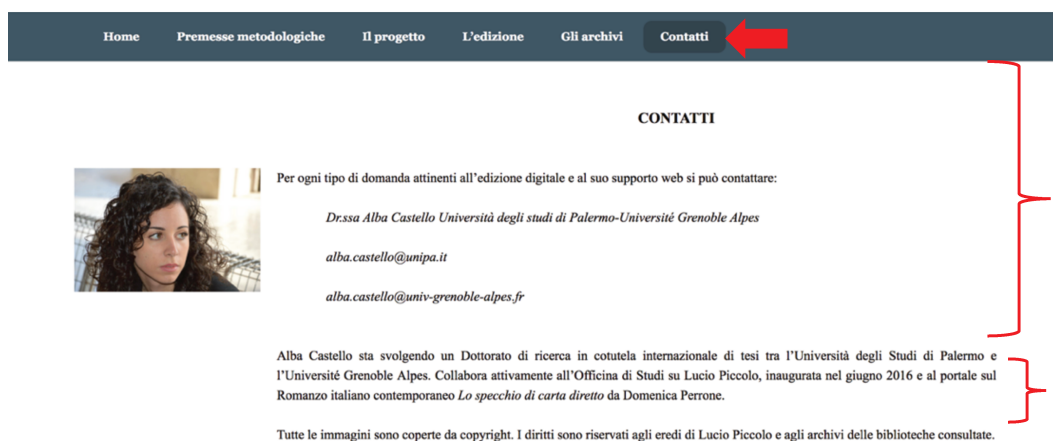 Home Premesse metodologiche Il progetto L'edizione Gli archivi Contatti
CONTATTI
Per ogni tipo di domanda attinenti all'edizione digitale e al suo supporto web si può contattare:
Dr.ssa Alba Castello Università degli studi di Palermo-Université Grenoble Alpes
alba.castello@unipa.it
alba.castello@univ-grenoble-alpes.fr
Alba Castello sta svolgendo un Dottorato di ricerca in cotutela internazionale di tesi tra l'Università degli Studi di Palermo e
l'Université Grenoble Alpes. Collabora attivamente all'Officina di Studi su Lucio Piccolo, inaugurata nel giugno 2016 e al portale sul
Romanzo italiano contemporaneo Lo specchio di carta diretto da Domenica Perrone.
Tutte le immagini sono coperte da copyright. I diritti sono riservati agli eredi di Lucio Piccolo e agli archivi delle biblioteche consultate.